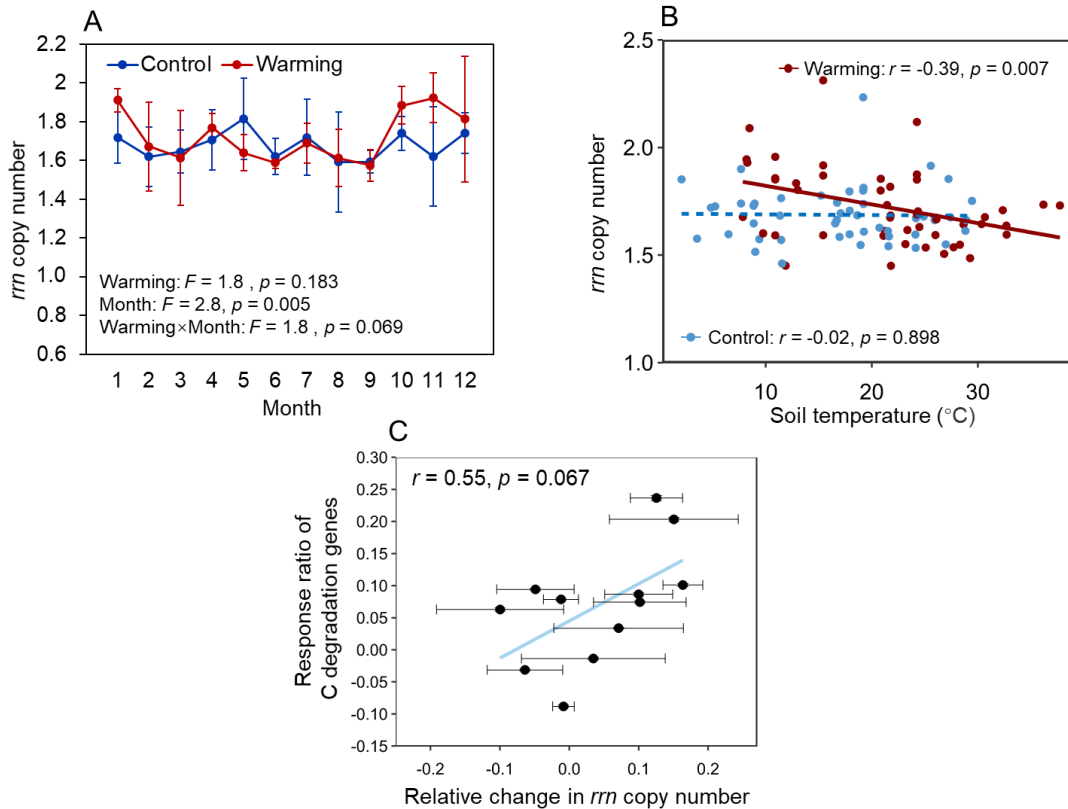 A
2.2
2
1.8
1.6
1.4
1.2
1
0.8
0.6
rrn copy number
Control Warming
Warming: F = 1.8 , p = 0.183
Month: F = 2.8, p = 0.005
Warming×Month: F = 1.8 , p = 0.069
1 2 3 4 5 6 7 8 9 10 11 12
Month
B
2.5
2.0
1.5
1.0
rrn copy number
Warming: r = -0.39, p = 0.007
Control: r = -0.02, p = 0.898
10 20 30
Soil temperature (°C)
C
0.30
0.25
0.20
0.15
0.10
0.05
0.00
-0.05
-0.10
-0.15
Response ratio of
C degradation genes
r = 0.55, p = 0.067
-0.2 -0.1 0.0 0.1 0.2
Relative change in rrn copy number